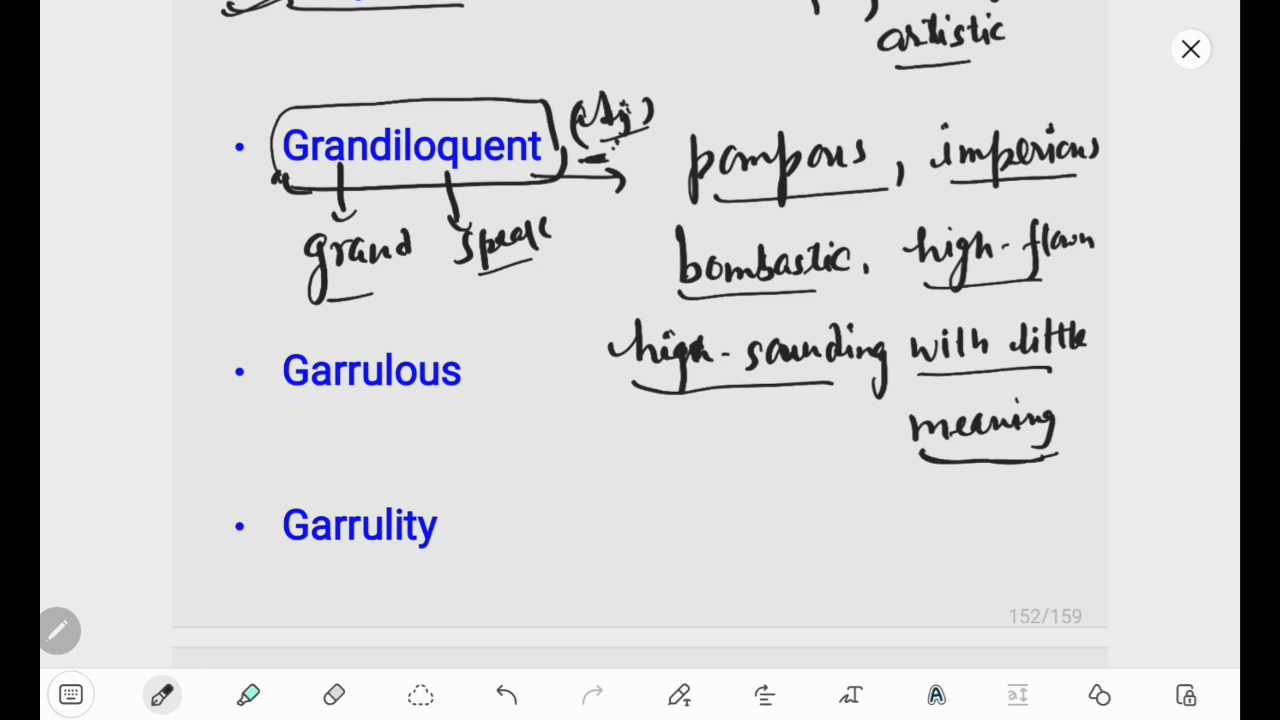 artistic
• Grandiloquent (Adj) → pompous, imperious
grand speak
bombastic, high-flown
high-sounding with little
meaning
• Garrulous
• Garrulity
152/159